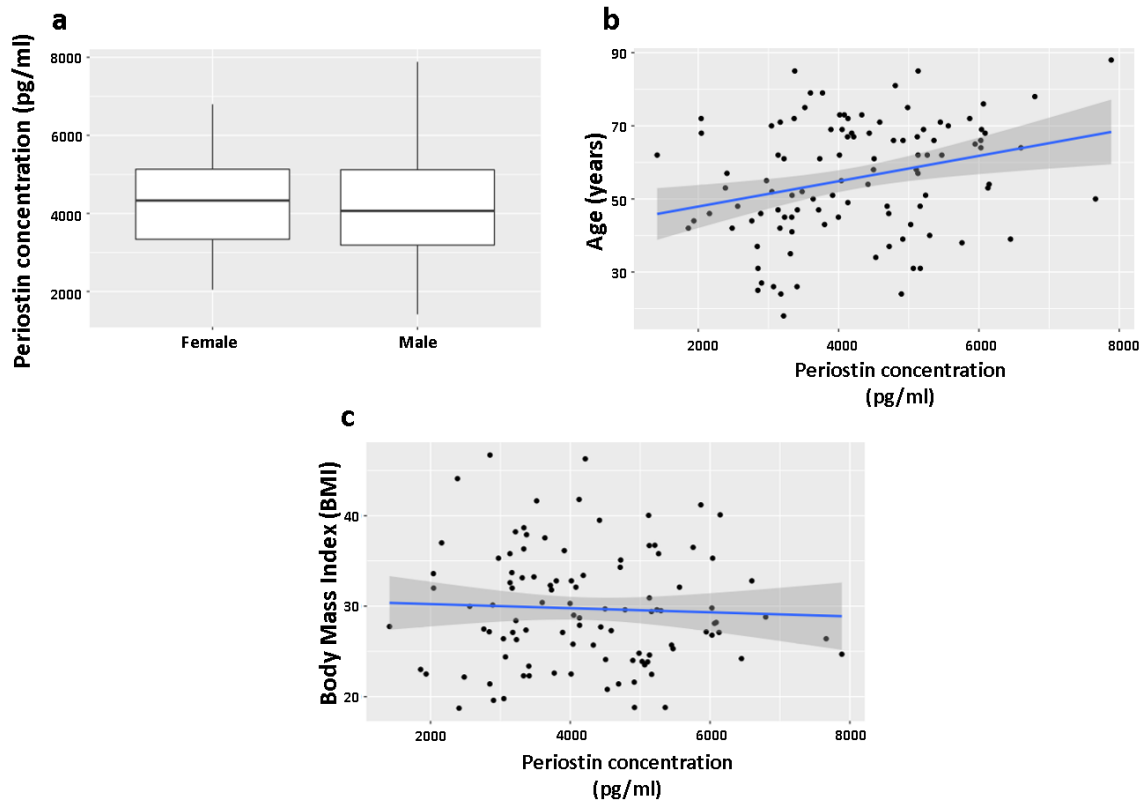 a
Periostin concentration (pg/ml)
8000
6000
4000
2000
Female
Male
b
Age (years)
90
70
50
30
2000
4000
6000
8000
Periostin concentration
(pg/ml)
c
Body Mass Index (BMI)
40
30
20
2000
4000
6000
8000
Periostin concentration
(pg/ml)